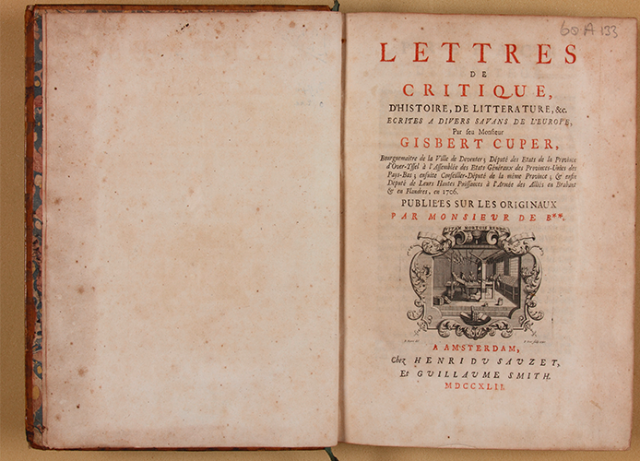 60 A 133
LETTRES
DE
CRITIQUE,
D'HISTOIRE, DE LITTERATURE, &c.
ECRITES A DIVERS SAVANS DE L'EUROPE,
Par feu Monsieur
GISBERT CUPER,
Bourguemaitre de la Ville de Deventer; Député des Etats de la Province
d'Over-Yssel à l'Assemblée des Etats Généraux des Provinces-Unies des
Pays-Bas; ensuite Conseiller-Député de la même Province; & enfin
Député de Leurs Hautes Puissances à l'Armée des Alliés en Brabant
& en Flandres, en 1706.
PUBLIÉES SUR LES ORIGINAUX
PAR MONSIEUR DE B**.
A AMSTERDAM,
Chez HENRI DU SAUZET,
Et GUILLAUME SMITH.
MDCCXLII.